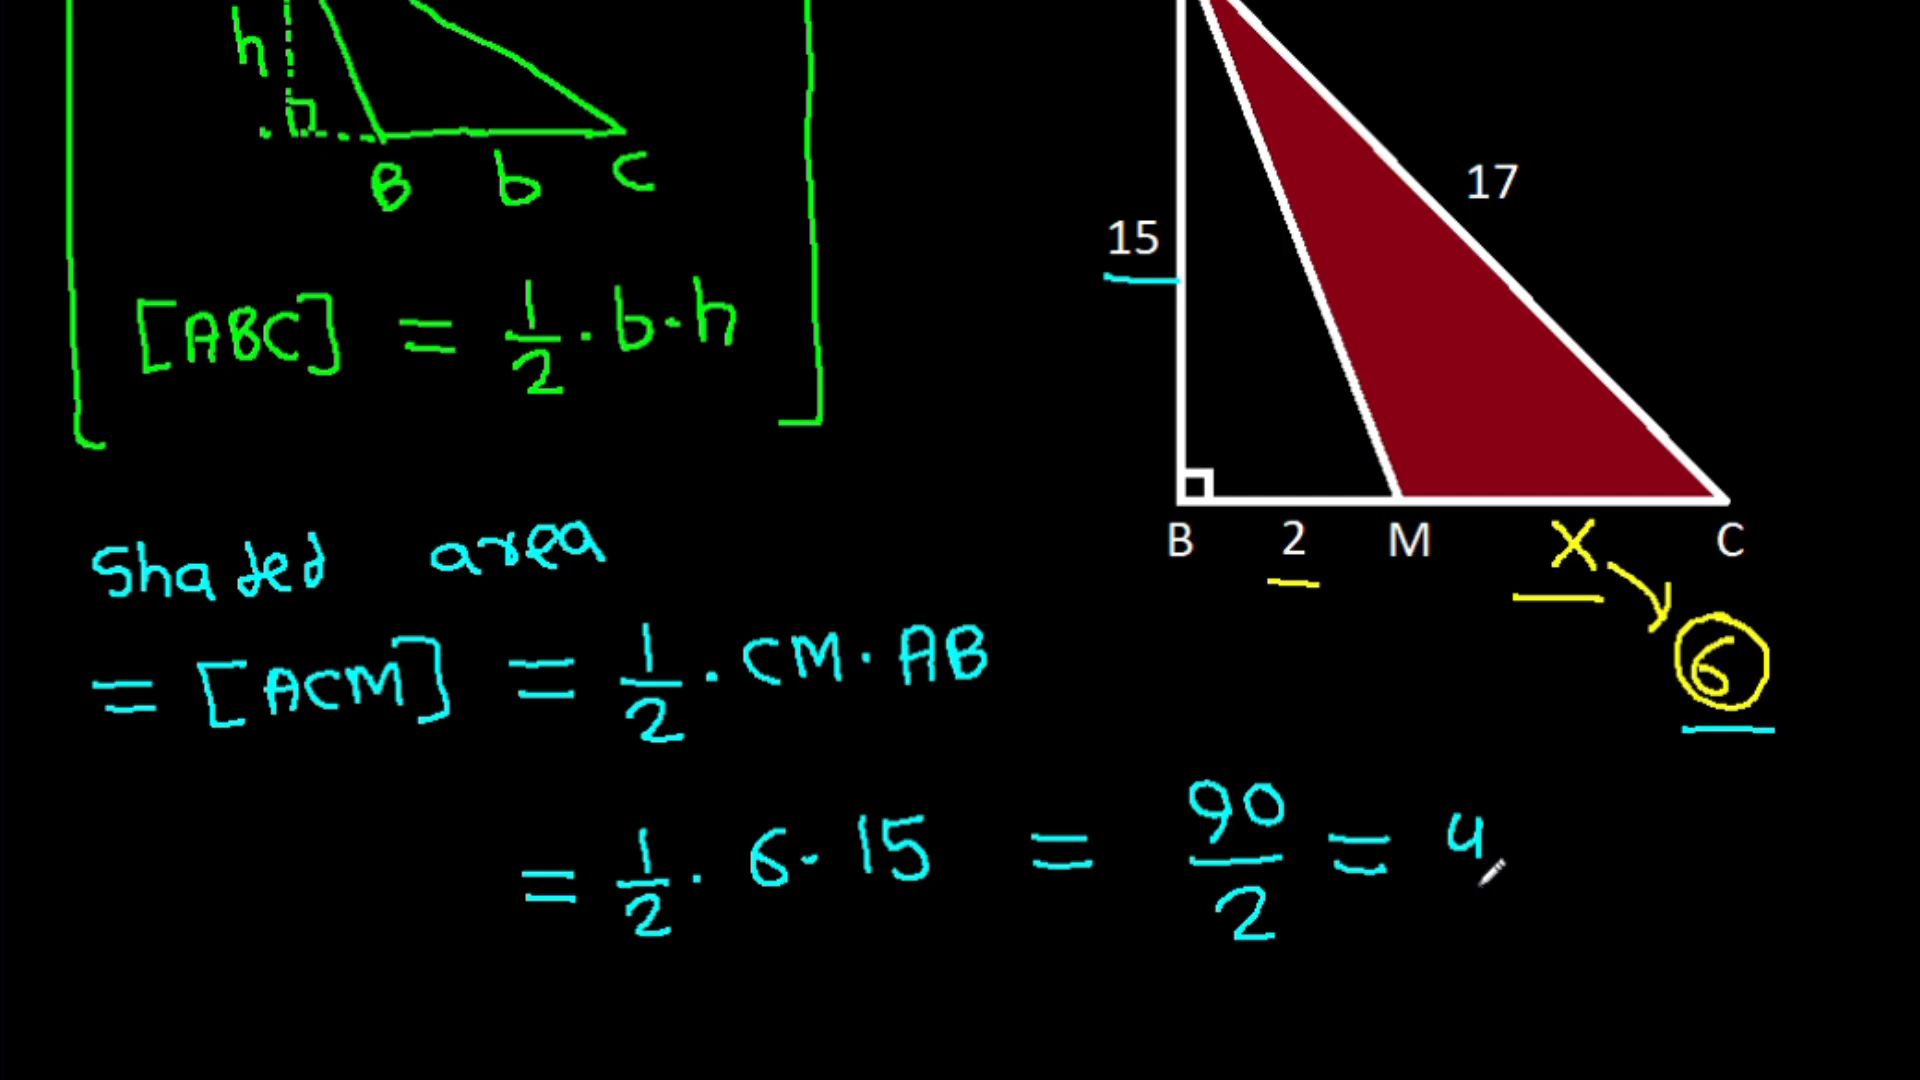 h
B b C
[ABC] = 1/2 · b · h
17
15
B 2 M X C
6
Shaded area
= [ACM] = 1/2 · CM · AB
= 1/2 · 6 · 15 = 90/2 = 4